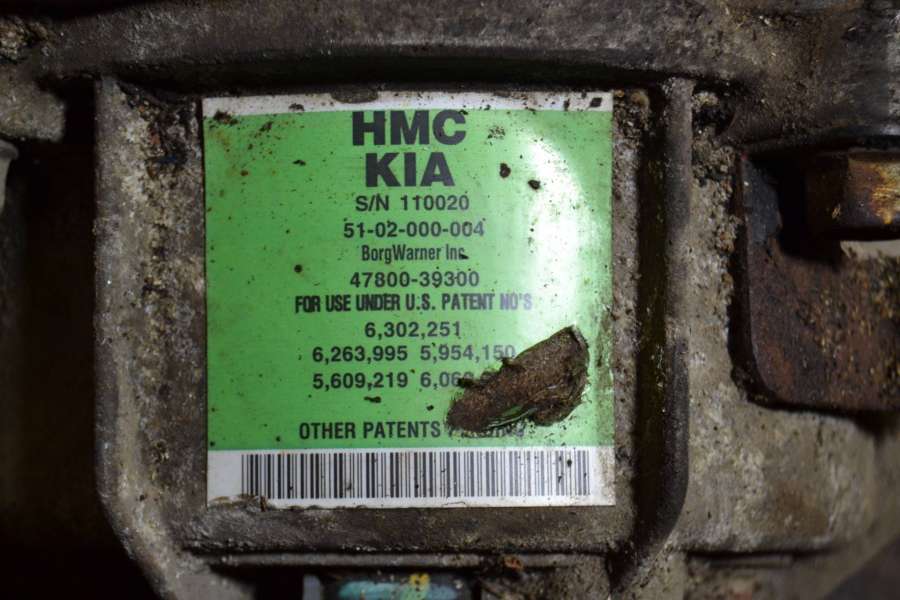 HMC
KIA
S/N 110020
51-02-000-004
BorgWarner Inc.
47800-39300
FOR USE UNDER U.S. PATENT NO'S
6,302,251
6,263,995 5,954,150
5,609,219
OTHER PATENTS